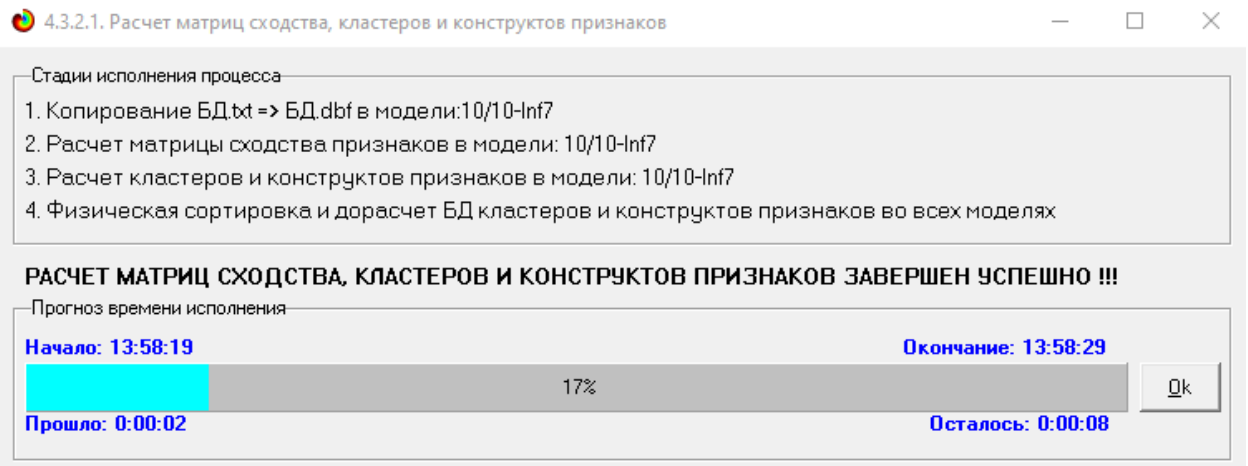 4.3.2.1. Расчет матриц сходства, кластеров и конструктов признаков
Стадии исполнения процесса
1. Копирование БД.txt => БД.dbf в модели:10/10-Inf7
2. Расчет матрицы сходства признаков в модели: 10/10-Inf7
3. Расчет кластеров и конструктов признаков в модели: 10/10-Inf7
4. Физическая сортировка и дорасчет БД кластеров и конструктов признаков во всех моделях
РАСЧЕТ МАТРИЦ СХОДСТВА, КЛАСТЕРОВ И КОНСТРУКТОВ ПРИЗНАКОВ ЗАВЕРШЕН УСПЕШНО !!!
Прогноз времени исполнения
Начало: 13:58:19 Окончание: 13:58:29
17% Ok
Прошло: 0:00:02 Осталось: 0:00:08